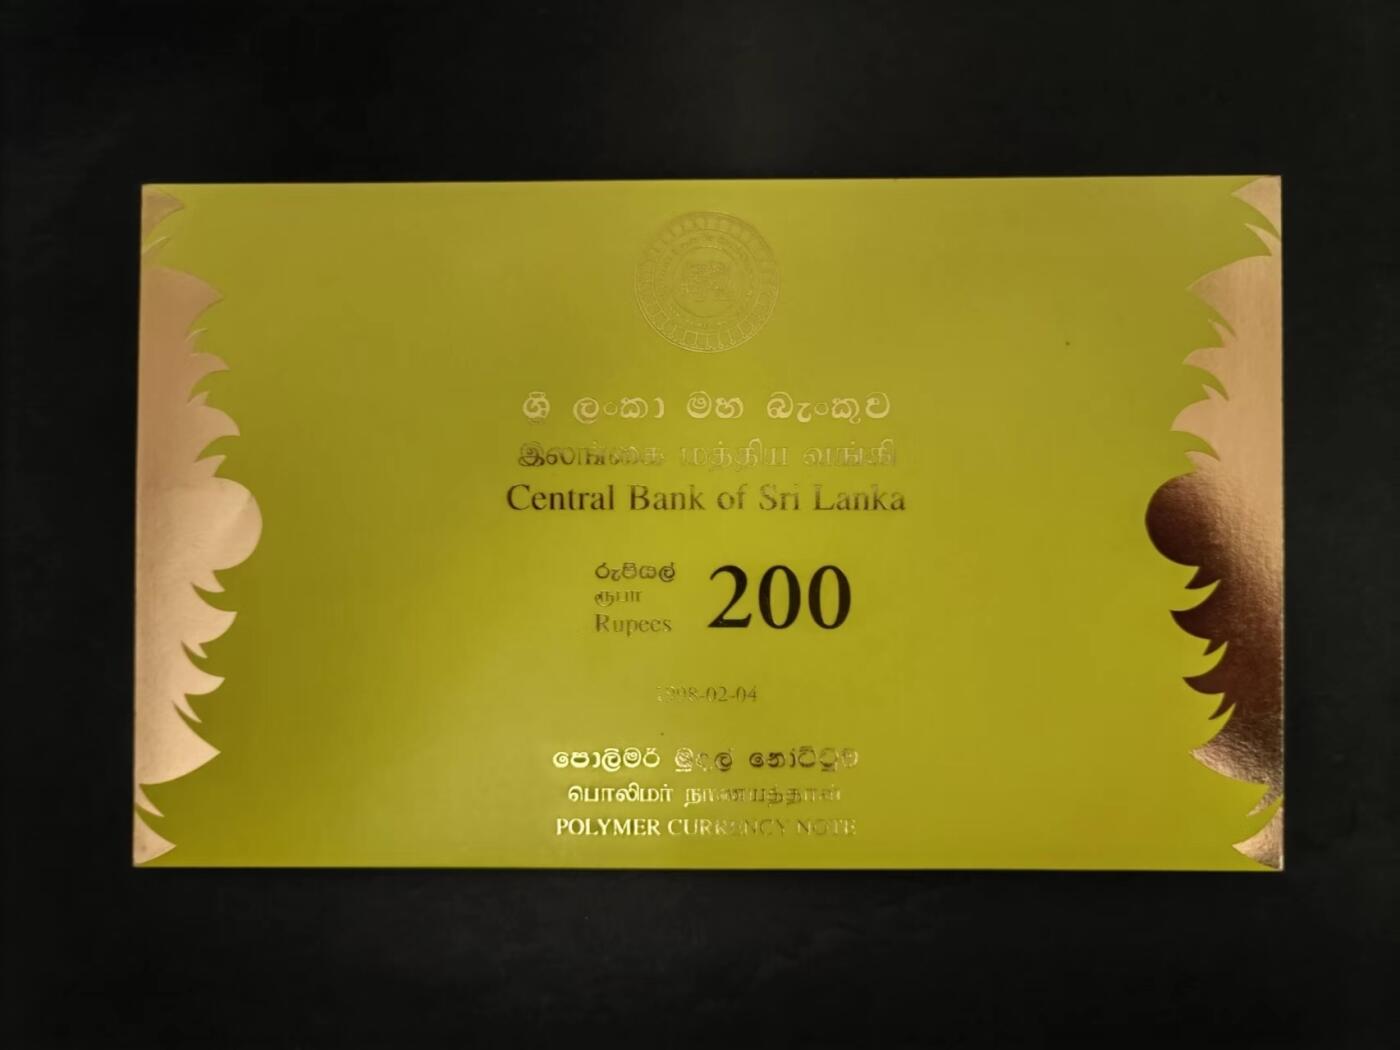 ශ්‍රී ලංකා මහ බැංකුව
இலங்கை மத்திய வங்கி
Central Bank of Sri Lanka
රුපියල්
ரூபா
Rupees
200
1998-02-04
පොලිමර් මුදල් නෝට්ටුව
பொலிமர் நாணயத்தாள்
POLYMER CURRENCY NOTE